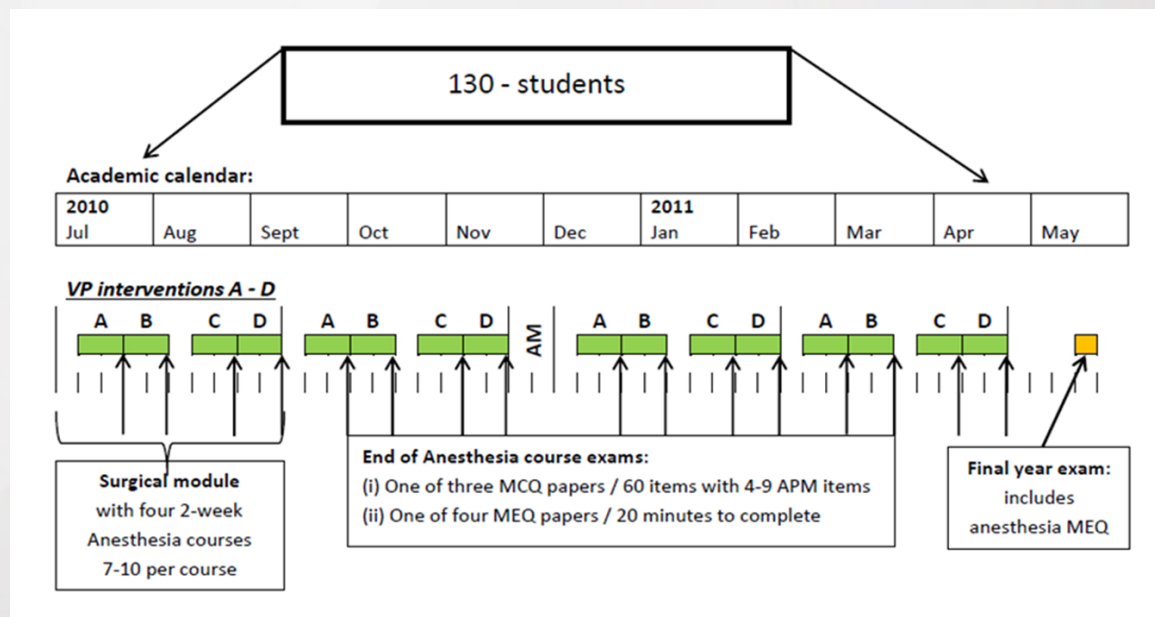 130 - students
Academic calendar:
2010 2011
Jul Aug Sept Oct Nov Dec Jan Feb Mar Apr May
VP interventions A - D
A B C D A B C D AM A B C D A B C D
End of Anesthesia course exams:
(i) One of three MCQ papers / 60 items with 4-9 APM items
(ii) One of four MEQ papers / 20 minutes to complete
Surgical module
with four 2-week
Anesthesia courses
7-10 per course
Final year exam:
includes
anesthesia MEQ